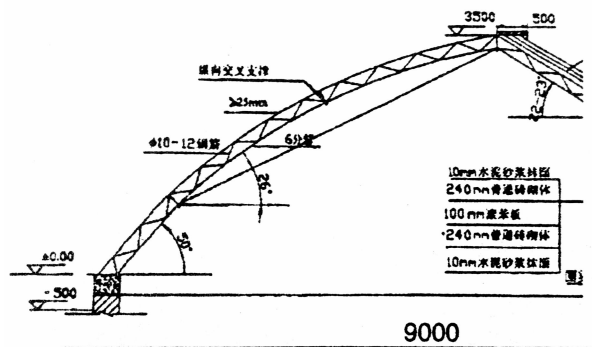 3500 500
纵向交叉支撑
≥25mm
Φ10-12钢筋
6分管
22-23°
26°
50°
10mm水泥砂浆抹面
240mm普通砖砌体
100mm聚苯板
240mm普通砖砌体
10mm水泥砂浆抹面
±0.00
-500
9000